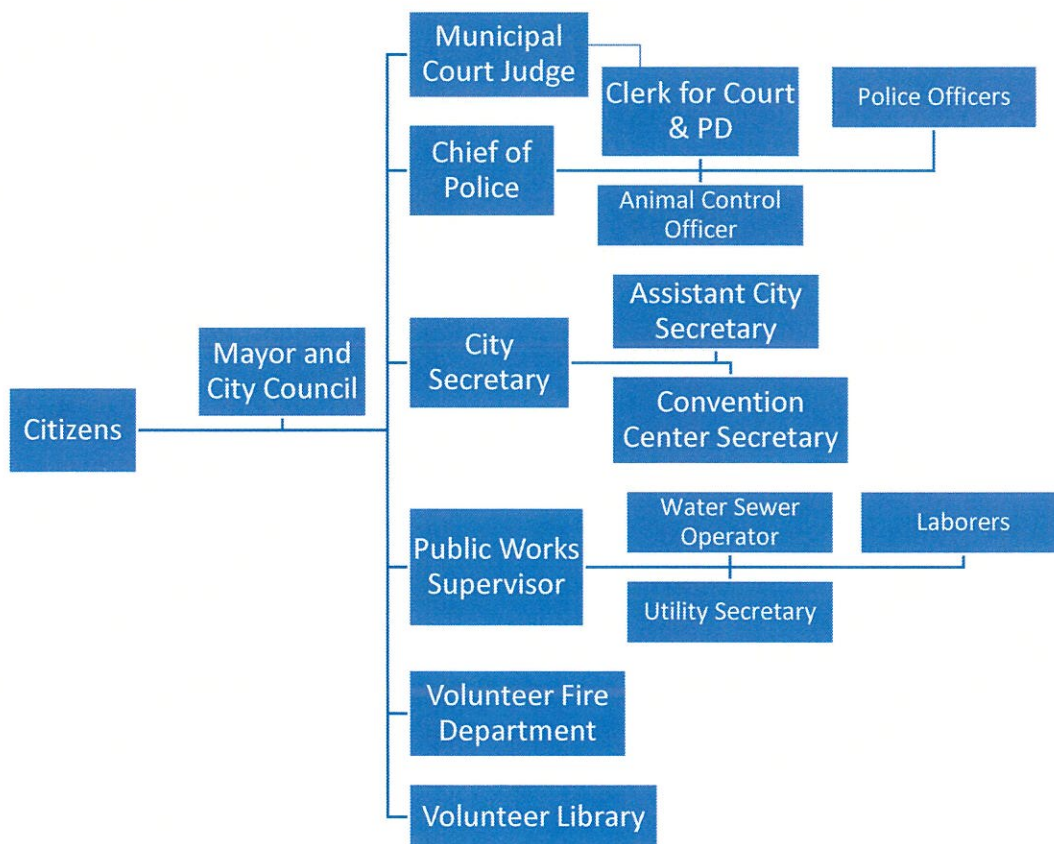 Municipal
Court Judge
Clerk for Court
& PD
Police Officers
Chief of
Police
Animal Control
Officer
Assistant City
Secretary
Mayor and
City Council
City
Secretary
Citizens
Convention
Center Secretary
Water Sewer
Operator
Laborers
Public Works
Supervisor
Utility Secretary
Volunteer Fire
Department
Volunteer Library